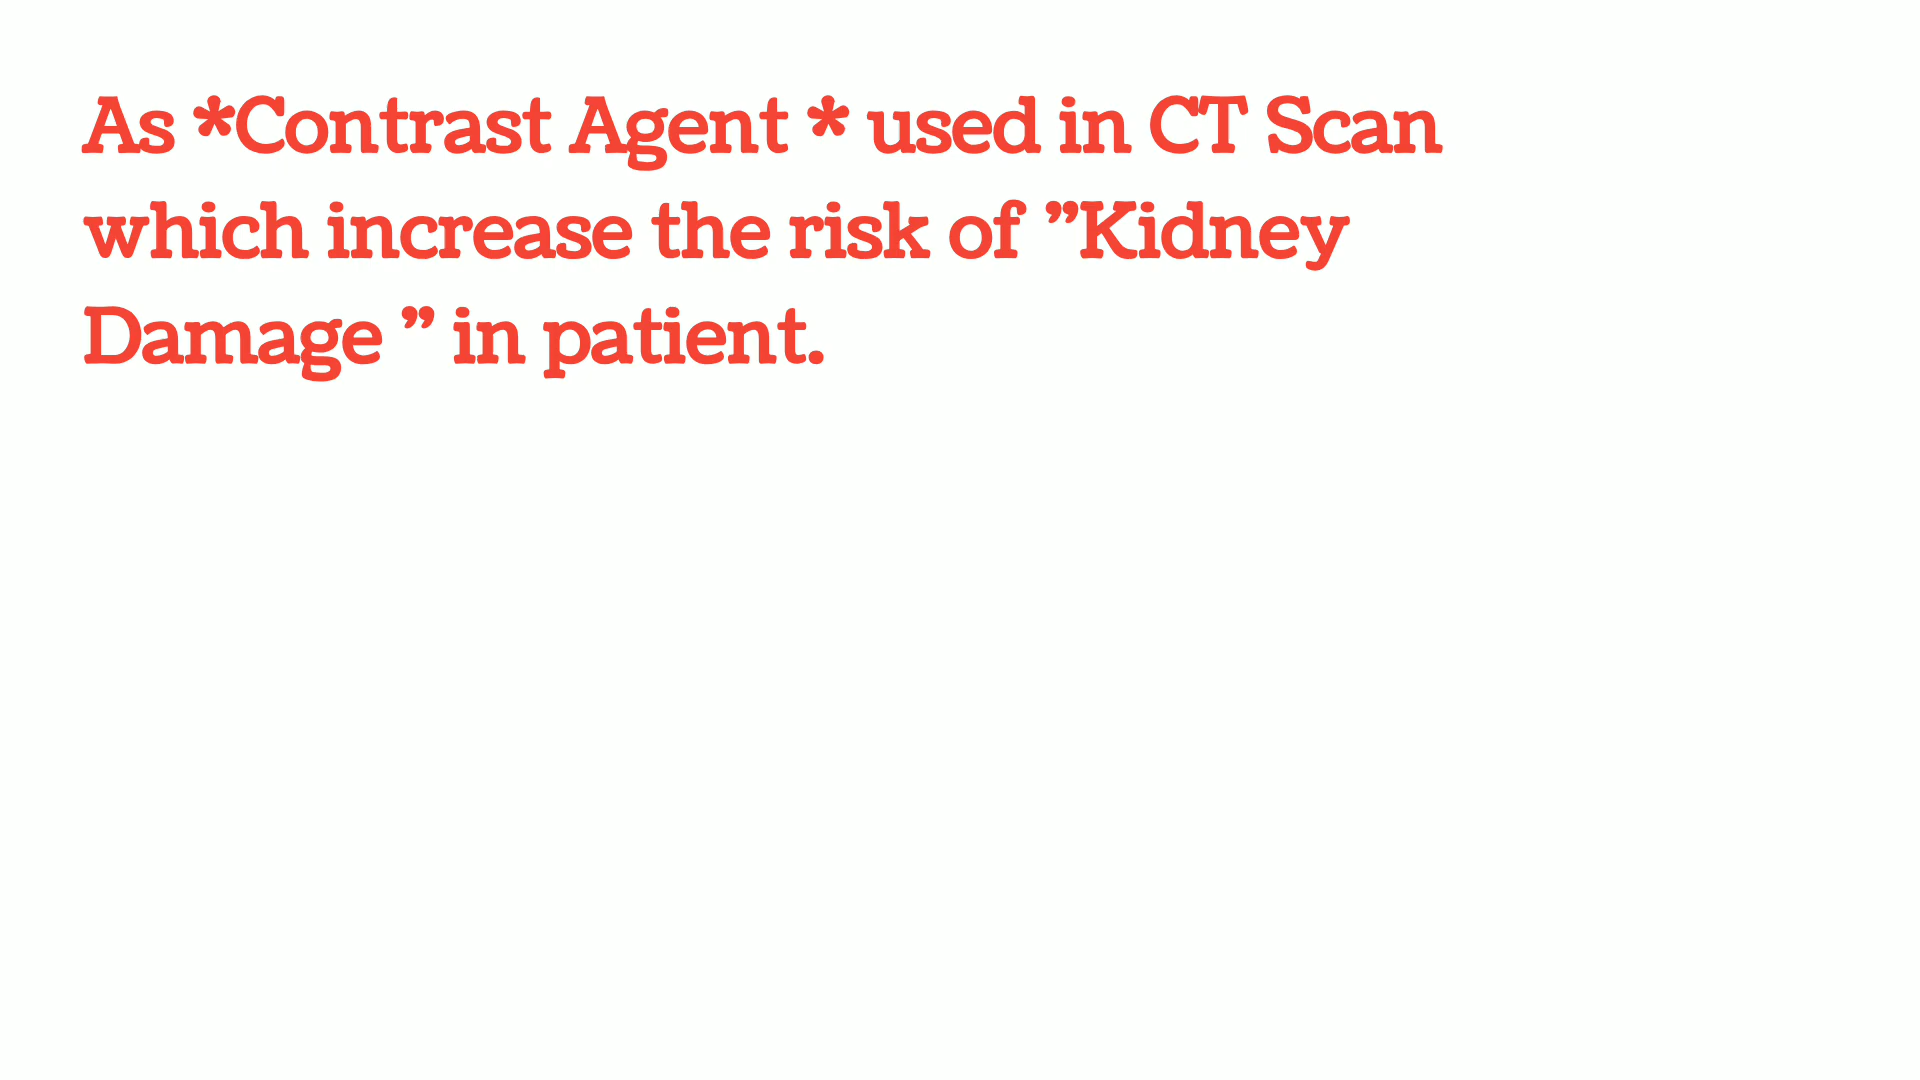 As *Contrast Agent * used in CT Scan
which increase the risk of ”Kidney
Damage ” in patient.